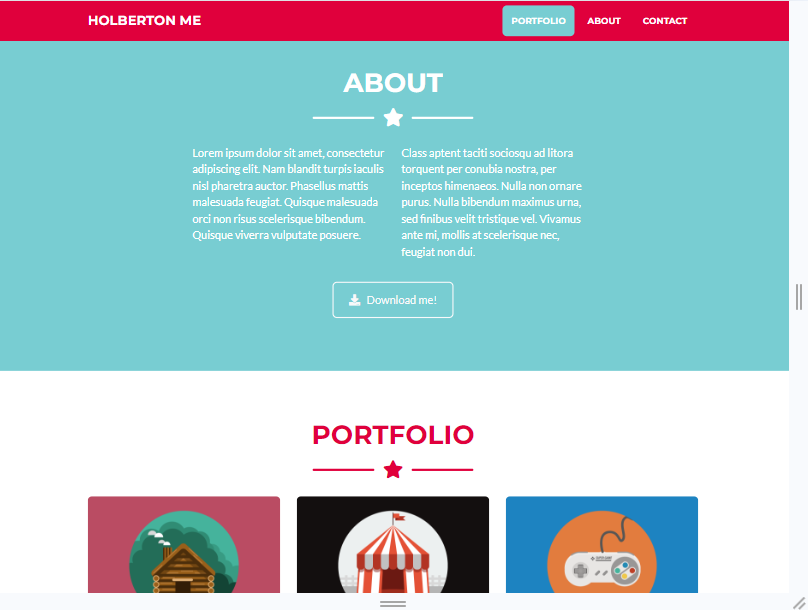 HOLBERTON ME
PORTFOLIO
ABOUT
CONTACT
ABOUT
Lorem ipsum dolor sit amet, consectetur
adipiscing elit. Nam blandit turpis iaculis
nisl pharetra auctor. Phasellus mattis
malesuada feugiat. Quisque malesuada
orci non risus scelerisque bibendum.
Quisque viverra vulputate posuere.
Class aptent taciti sociosqu ad litora
torquent per conubia nostra, per
inceptos himenaeos. Nulla non ornare
purus. Nulla bibendum maximus urna,
sed finibus velit tristique vel. Vivamus
ante mi, mollis at scelerisque nec,
feugiat non dui.
Download me!
PORTFOLIO